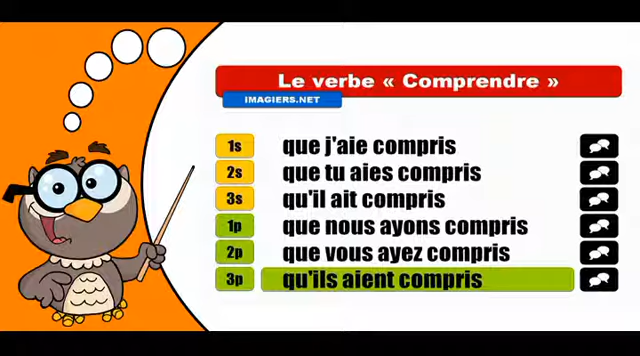 Le verbe « Comprendre »
IMAGIERS.NET
1s que j'aie compris
2s que tu aies compris
3s qu'il ait compris
1p que nous ayons compris
2p que vous ayez compris
3p qu'ils aient compris